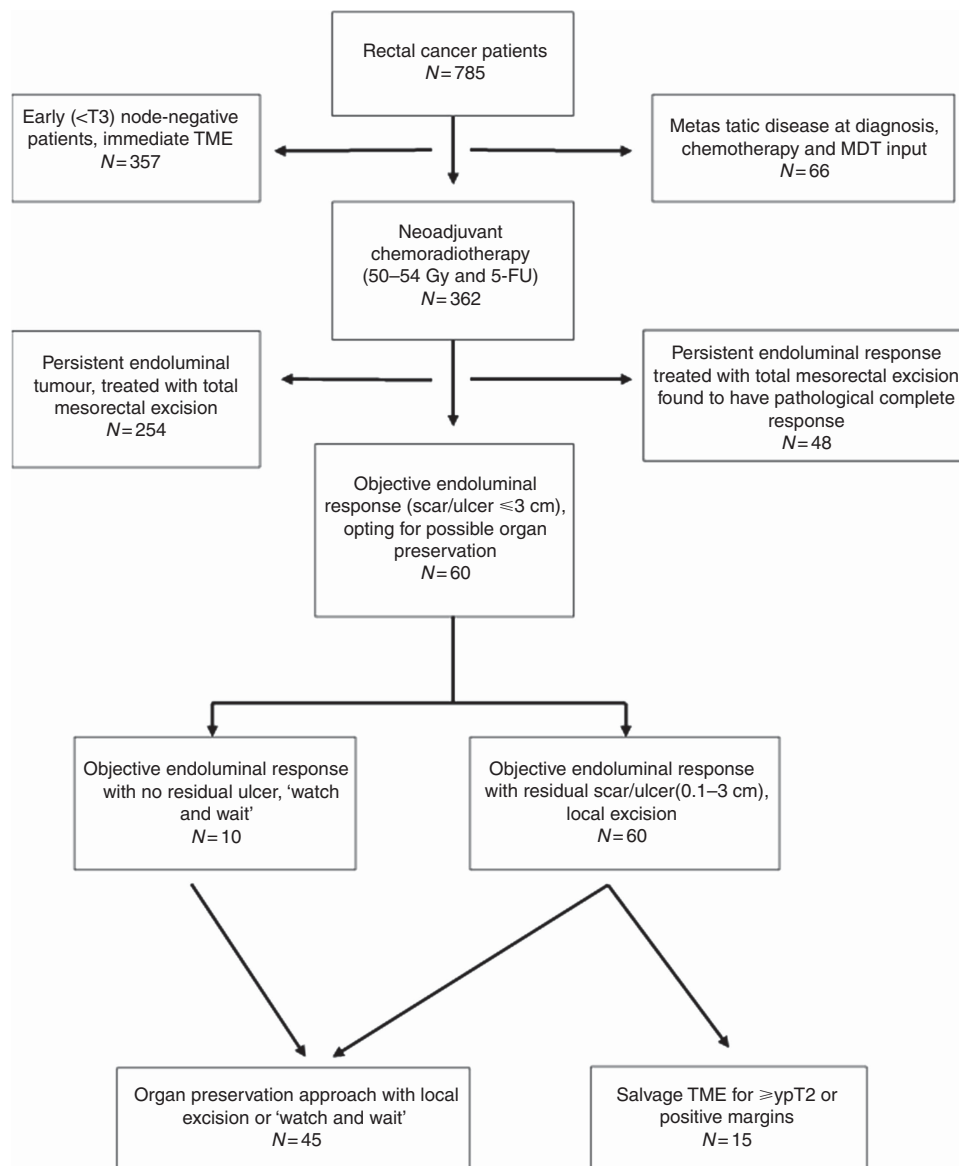 Rectal cancer patients
N=785
Early (<T3) node-negative
patients, immediate TME
N=357
Metas tatic disease at diagnosis,
chemotherapy and MDT input
N=66
Neoadjuvant
chemoradiotherapy
(50–54 Gy and 5-FU)
N=362
Persistent endoluminal
tumour, treated with total
mesorectal excision
N=254
Persistent endoluminal response
treated with total mesorectal excision
found to have pathological complete
response
N=48
Objective endoluminal
response (scar/ulcer ≤3 cm),
opting for possible organ
preservation
N=60
Objective endoluminal response
with no residual ulcer, ‘watch
and wait’
N=10
Objective endoluminal response
with residual scar/ulcer(0.1–3 cm),
local excision
N=60
Organ preservation approach with local
excision or ‘watch and wait’
N=45
Salvage TME for ≥ypT2 or
positive margins
N=15